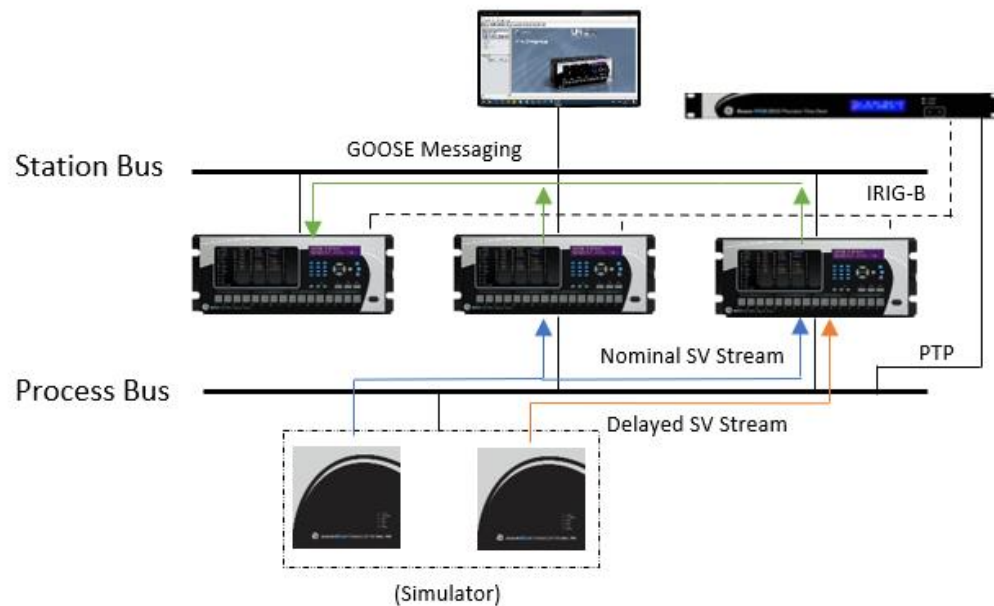 GOOSE Messaging
Station Bus
IRIG-B
Nominal SV Stream
PTP
Process Bus
Delayed SV Stream
(Simulator)